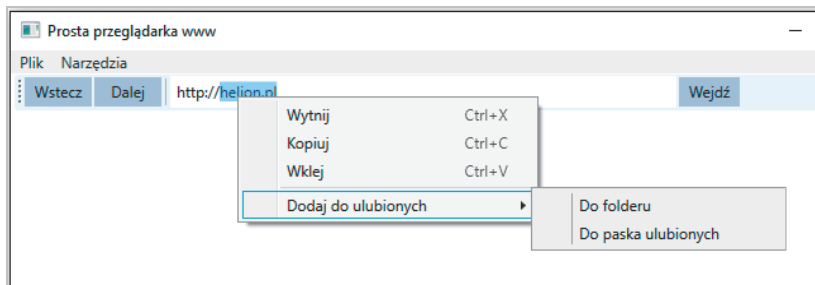 Prosta przeglądarka www
Plik Narzędzia
Wstecz Dalej http://helion.pl Wejdź
Wytnij Ctrl+X
Kopiuj Ctrl+C
Wklej Ctrl+V
Dodaj do ulubionych Do folderu
Do paska ulubionych